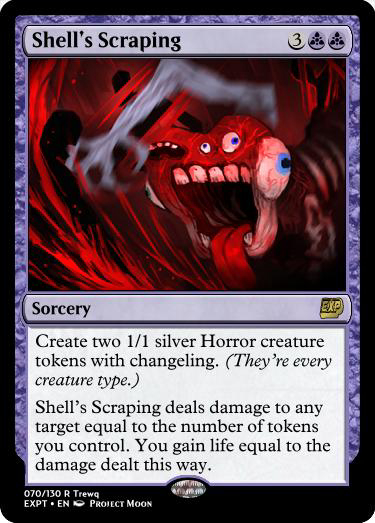 Shell's Scraping 3
Sorcery EXP
Create two 1/1 silver Horror creature
tokens with changeling. (They're every
creature type.)
Shell's Scraping deals damage to any
target equal to the number of tokens
you control. You gain life equal to the
damage dealt this way.
070/130 R Trewq
EXPT • EN Project Moon